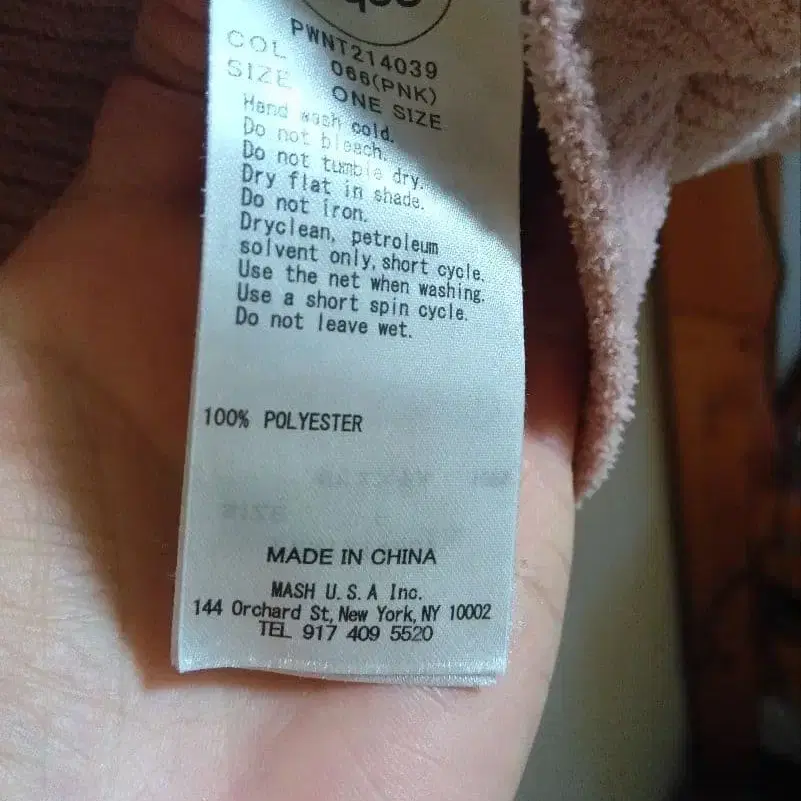 PWNT214039
COL 066(PNK)
SIZE ONE SIZE
Hand wash cold.
Do not bleach.
Do not tumble dry.
Dry flat in shade.
Do not iron.
Dryclean, petroleum
solvent only, short cycle.
Use the net when washing.
Use a short spin cycle.
Do not leave wet.
100% POLYESTER
MADE IN CHINA
MASH U.S.A Inc.
144 Orchard St, New York, NY 10002
TEL 917 409 5520